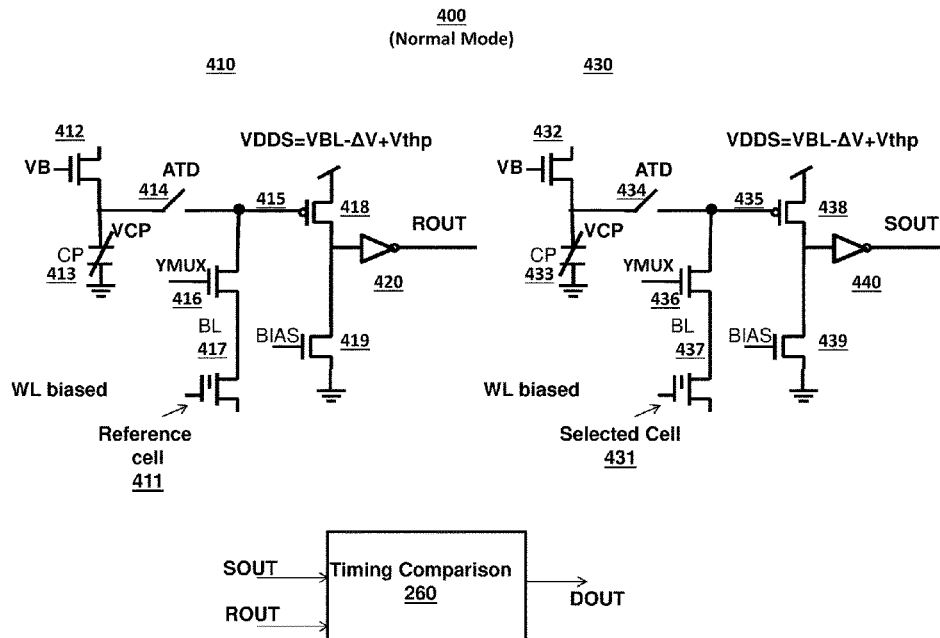 400
(Normal Mode)
410
430
412
VB
ATD
414
VCP
CP
413
VDDS=VBL-ΔV+Vthp
415
418
ROUT
420
YMUX
416
BL
417
BIAS
419
WL biased
Reference
cell
411
432
VB
ATD
434
VCP
CP
433
VDDS=VBL-ΔV+Vthp
435
438
SOUT
440
YMUX
436
BL
437
BIAS
439
WL biased
Selected Cell
431
SOUT
ROUT
Timing Comparison
260
DOUT